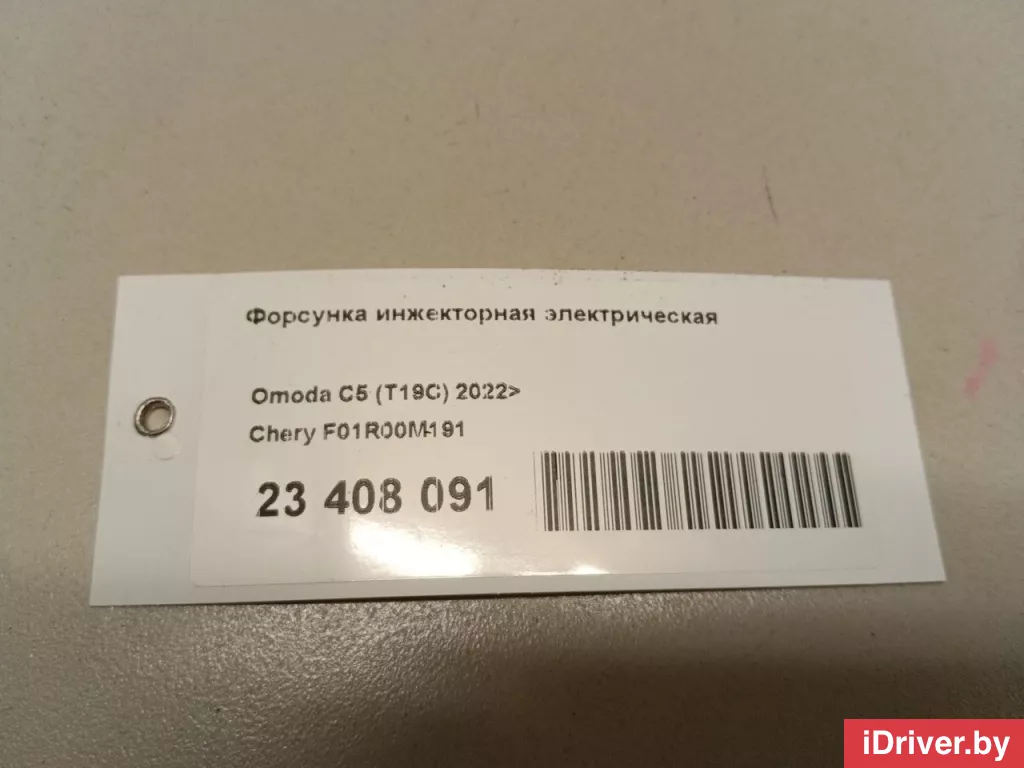 Форсунка инжекторная электрическая
Omoda C5 (T19C) 2022>
Chery F01R00M191
23 408 091
iDriver.by